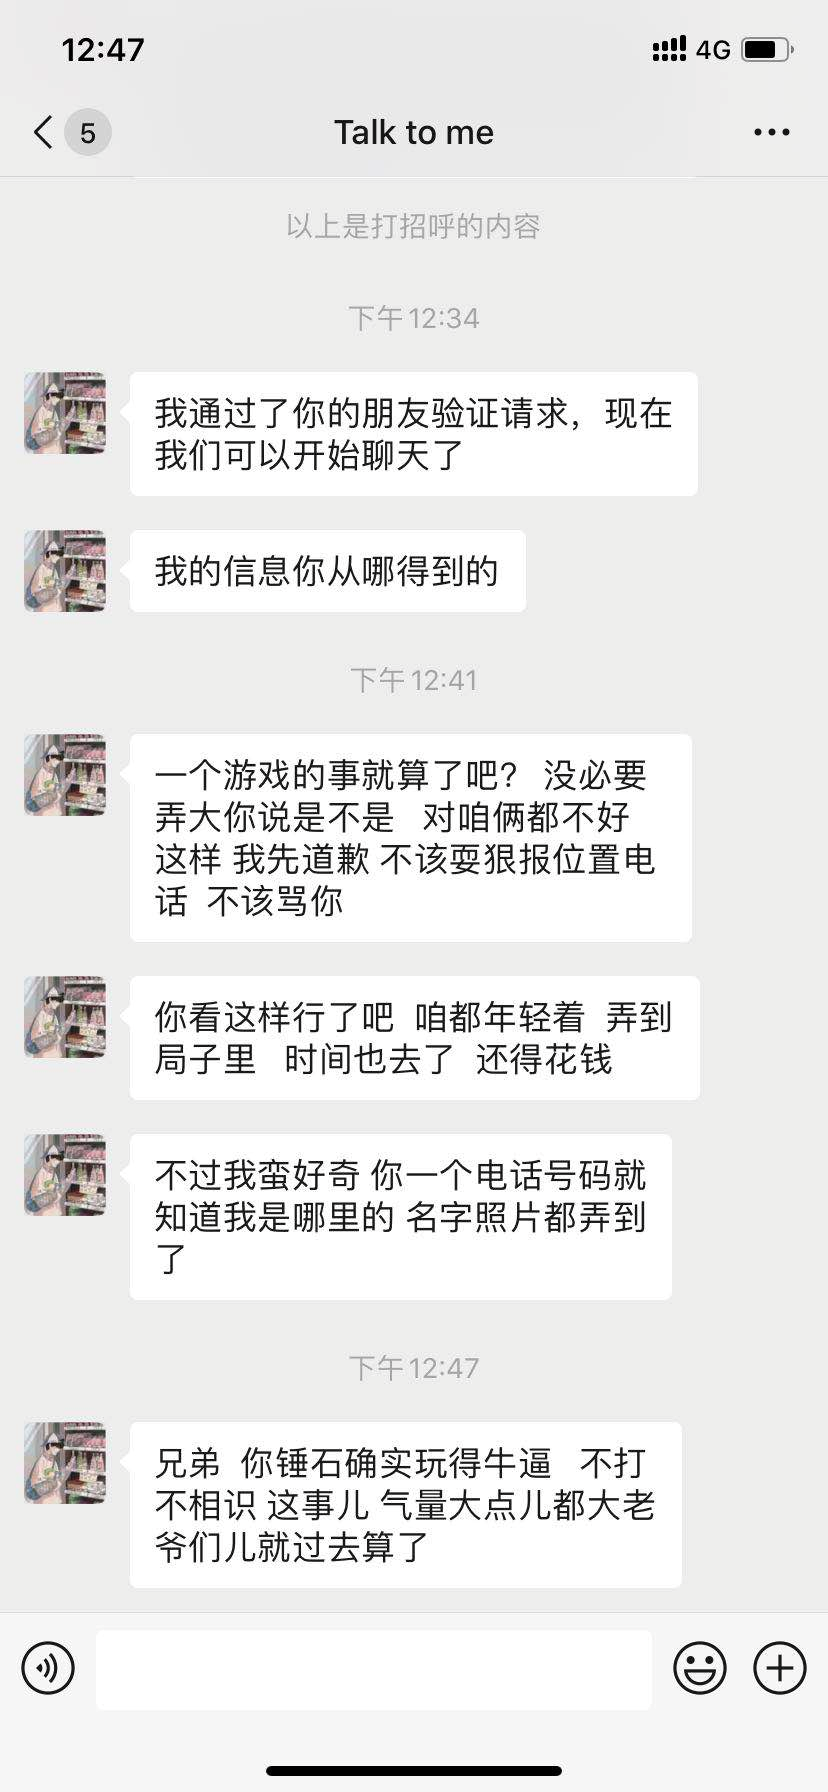 12:47
4G
5
Talk to me
以上是打招呼的内容
下午12:34
我通过了你的朋友验证请求，现在
我们可以开始聊天了
我的信息你从哪得到的
下午12:41
一个游戏的事就算了吧？ 没必要
弄大你说是不是 对咱俩都不好
这样 我先道歉 不该耍狠报位置电
话 不该骂你
你看这样行了吧 咱都年轻着 弄到
局子里 时间也去了 还得花钱
不过我蛮好奇 你一个电话号码就
知道我是哪里的 名字照片都弄到
了
下午12:47
兄弟 你锤石确实玩得牛逼 不打
不相识 这事儿 气量大点儿都大老
爷们儿就过去算了